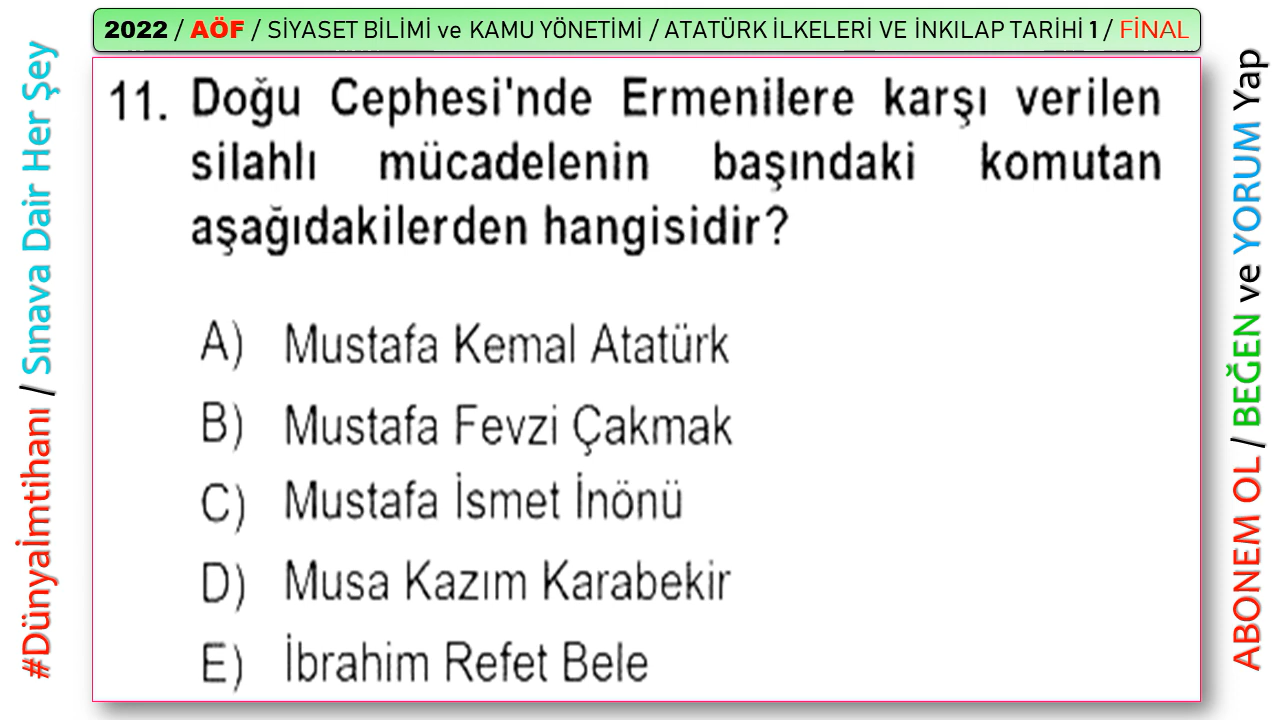 2022 / AÖF / SİYASET BİLİMİ ve KAMU YÖNETİMİ / ATATÜRK İLKELERİ VE İNKILAP TARİHİ 1 / FİNAL
#Dünyaİmtihanı / Sınava Dair Her Şey
11. Doğu Cephesi'nde Ermenilere karşı verilen
silahlı mücadelenin başındaki komutan
aşağıdakilerden hangisidir?
A) Mustafa Kemal Atatürk
B) Mustafa Fevzi Çakmak
C) Mustafa İsmet İnönü
D) Musa Kazım Karabekir
E) İbrahim Refet Bele
ABONEM OL / BEĞEN ve YORUM Yap